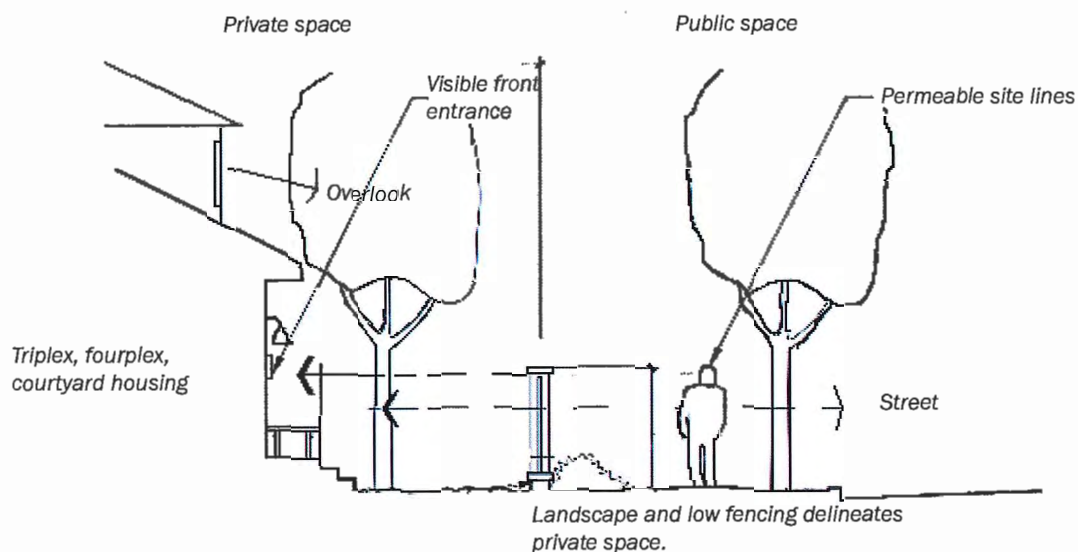 Private space
Public space
Visible front
entrance
Permeable site lines
Overlook
Triplex, fourplex,
courtyard housing
Street
Landscape and low fencing delineates
private space.